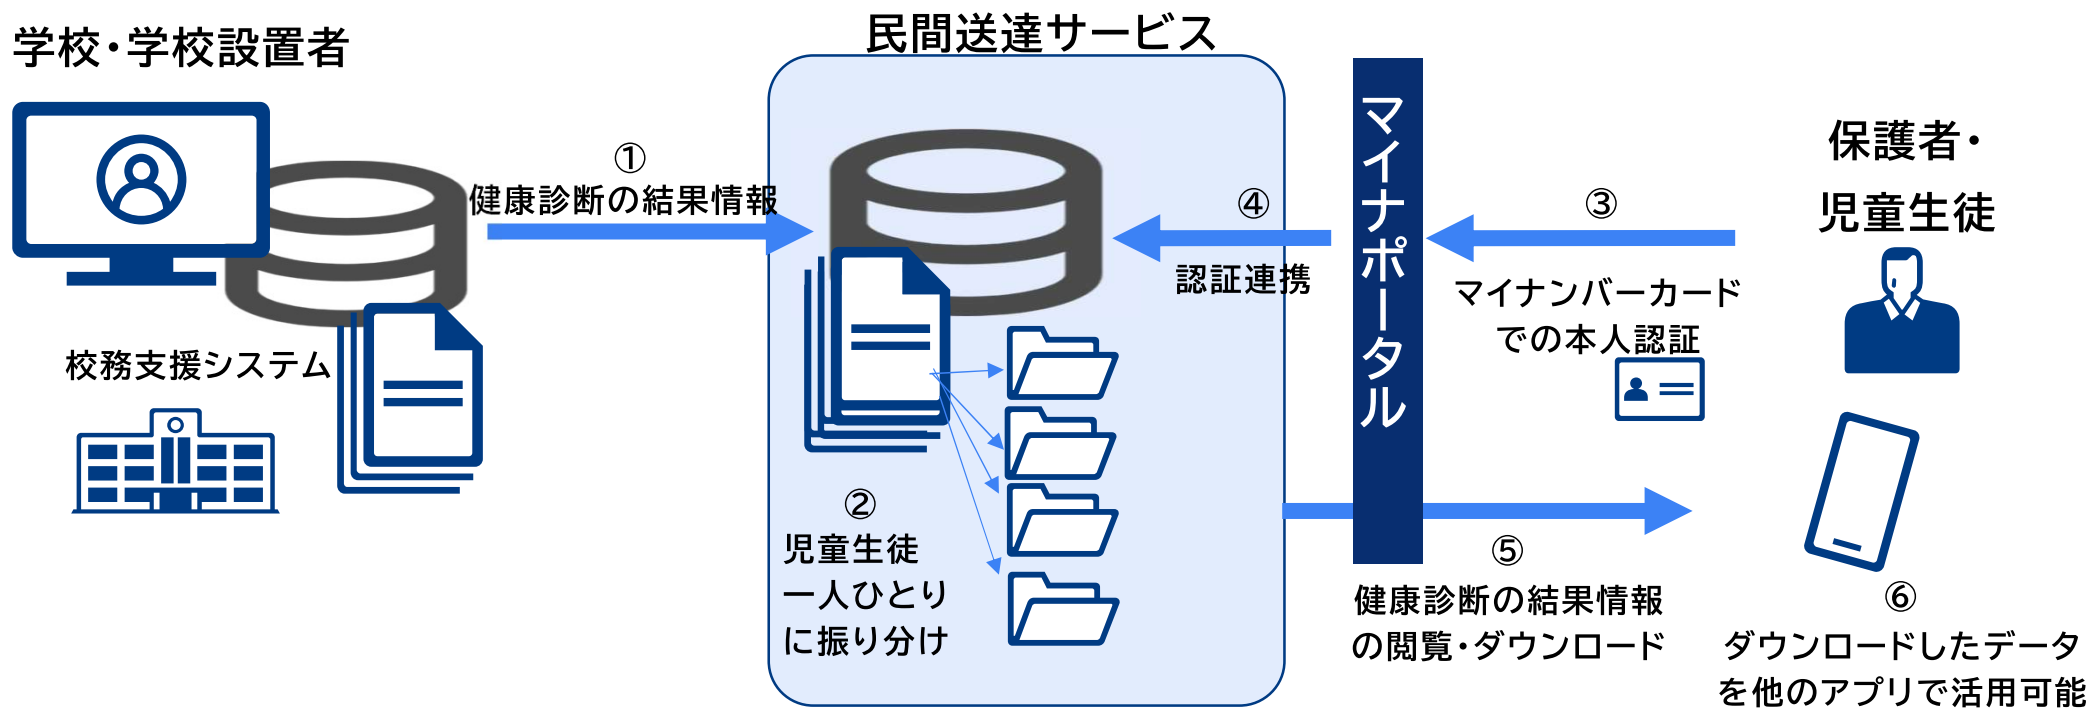 学校・学校設置者
校務支援システム
①
健康診断の結果情報
民間送達サービス
②
児童生徒
一人ひとり
に振り分け
④
認証連携
マイナポータル
③
マイナンバーカード
での本人認証
保護者・
児童生徒
⑤
健康診断の結果情報
の閲覧・ダウンロード
⑥
ダウンロードしたデータ
を他のアプリで活用可能